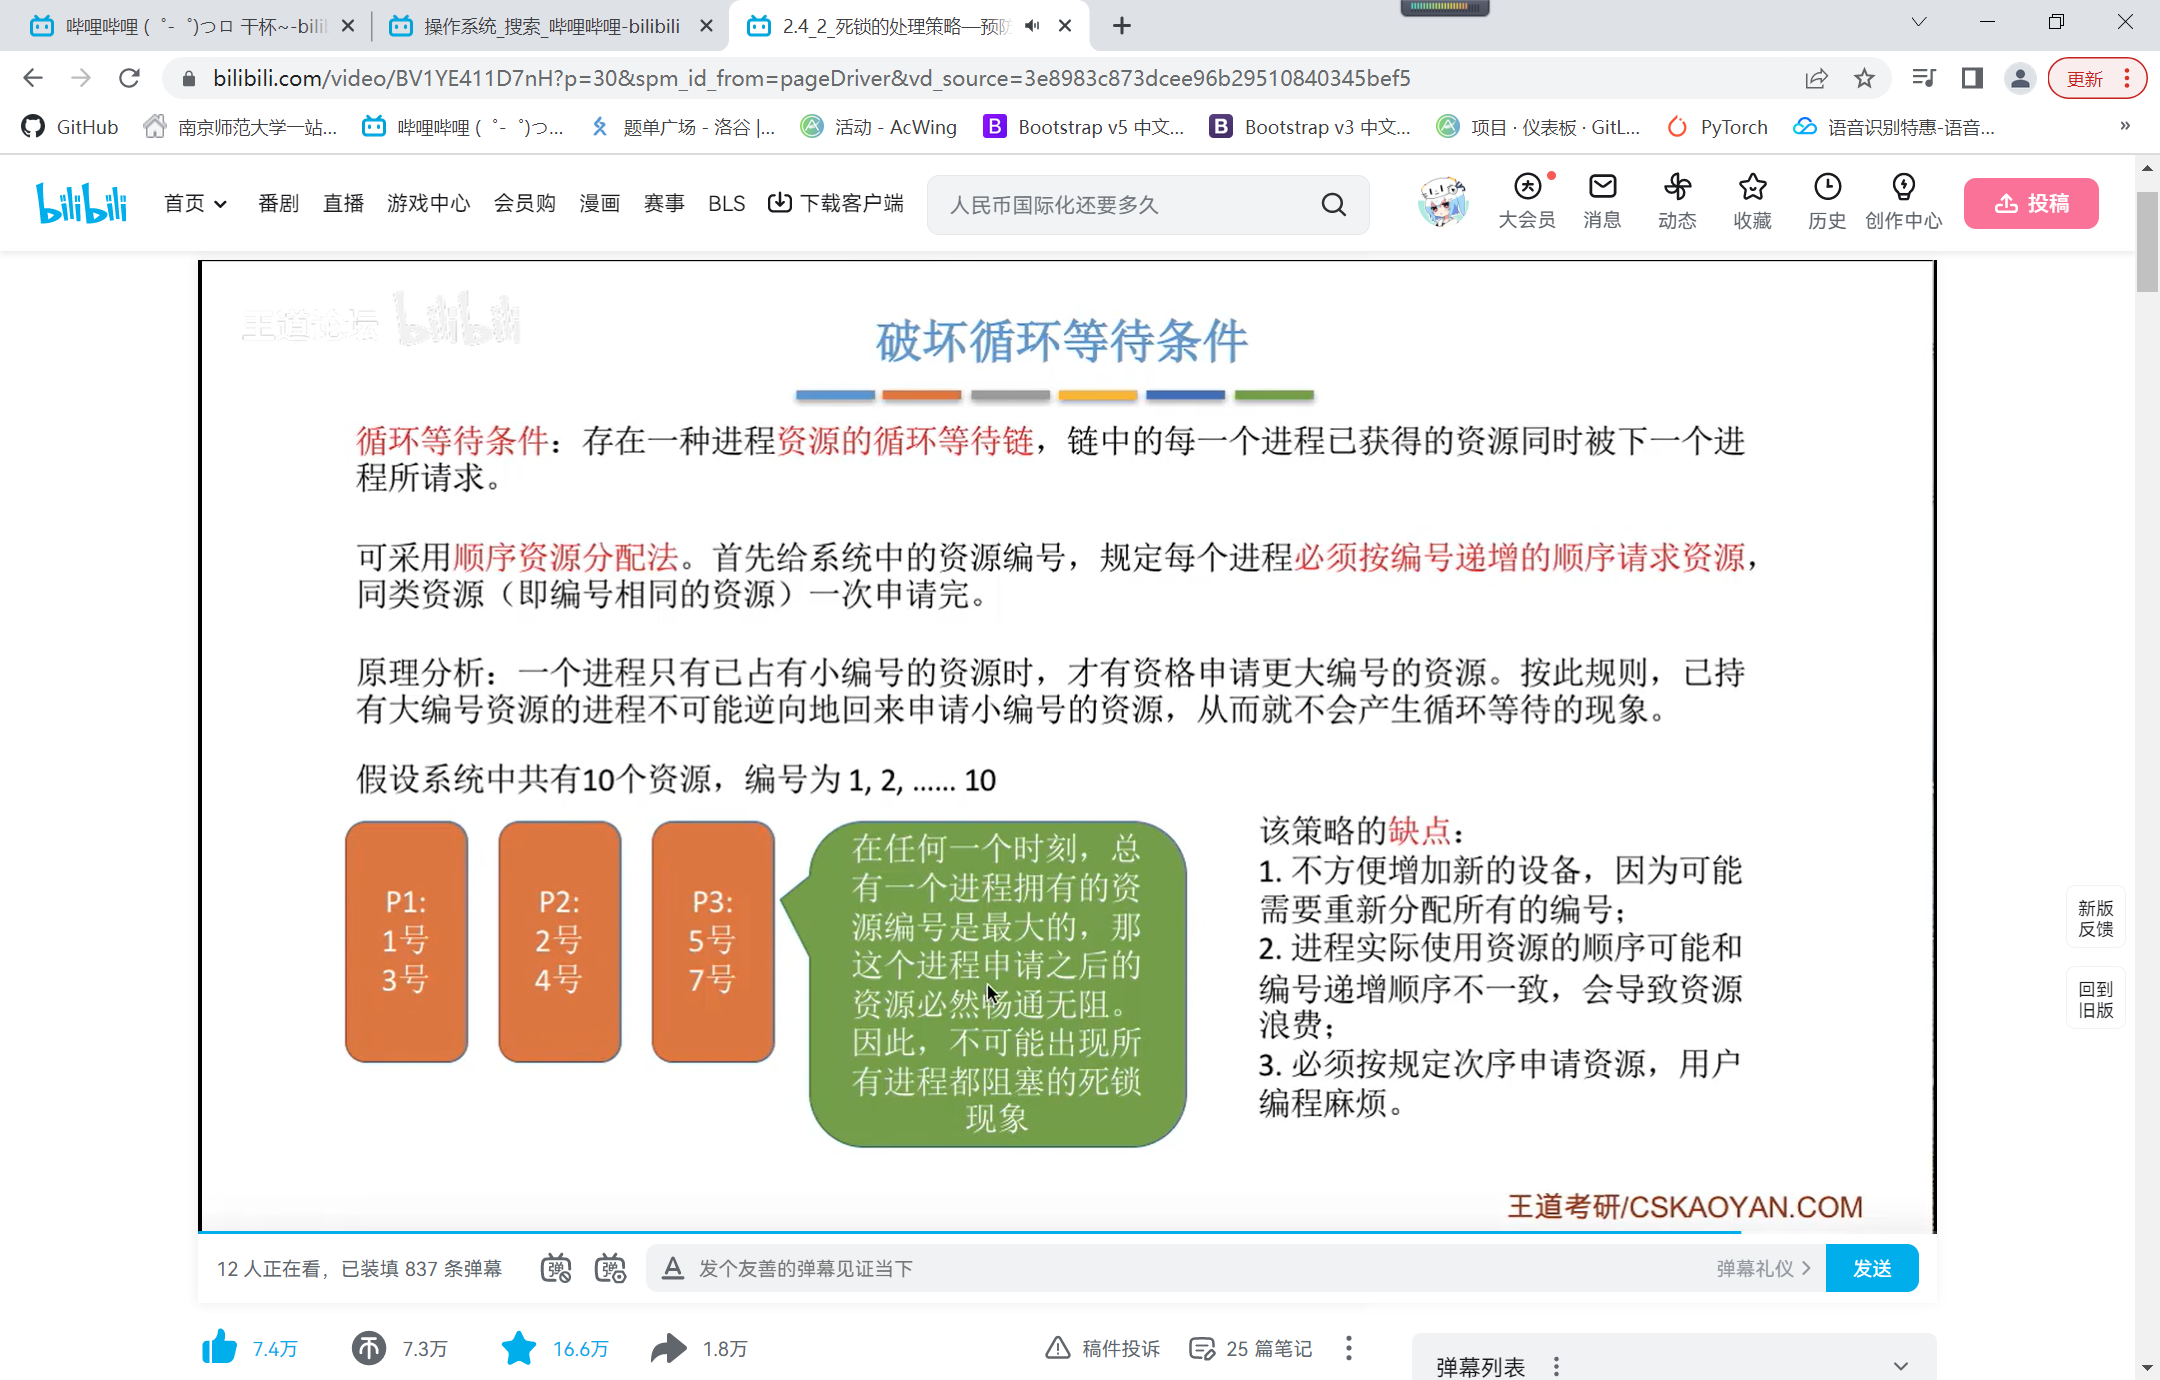 哔哩哔哩 (゜-゜)つロ 干杯~-bili
操作系统_搜索_哔哩哔哩-bilibili
2.4_2_死锁的处理策略—预防
bilibili.com/video/BV1YE411D7nH?p=30&spm_id_from=pageDriver&vd_source=3e8983c873dcee96b29510840345bef5
更新
GitHub
南京师范大学一站...
哔哩哔哩 (゜-゜)つ...
题单广场 - 洛谷 |...
活动 - AcWing
Bootstrap v5 中文...
Bootstrap v3 中文...
项目 · 仪表板 · GitL...
PyTorch
语音识别特惠-语音...
»
bilibili
首页
番剧
直播
游戏中心
会员购
漫画
赛事
BLS
下载客户端
人民币国际化还要多久
大会员
消息
动态
收藏
历史
创作中心
投稿
王道论坛 bilibili
破坏循环等待条件
循环等待条件：存在一种进程资源的循环等待链，链中的每一个进程已获得的资源同时被下一个进
程所请求。
可采用顺序资源分配法。首先给系统中的资源编号，规定每个进程必须按编号递增的顺序请求资源，
同类资源（即编号相同的资源）一次申请完。
原理分析：一个进程只有已占有小编号的资源时，才有资格申请更大编号的资源。按此规则，已持
有大编号资源的进程不可能逆向地回来申请小编号的资源，从而就不会产生循环等待的现象。
假设系统中共有10个资源，编号为 1, 2, …… 10
P1:
1号
3号
P2:
2号
4号
P3:
5号
7号
在任何一个时刻，总
有一个进程拥有的资
源编号是最大的，那
这个进程申请之后的
资源必然畅通无阻。
因此，不可能出现所
有进程都阻塞的死锁
现象
该策略的缺点：
1. 不方便增加新的设备，因为可能
需要重新分配所有的编号；
2. 进程实际使用资源的顺序可能和
编号递增顺序不一致，会导致资源
浪费；
3. 必须按规定次序申请资源，用户
编程麻烦。
王道考研/CSKAOYAN.COM
新版
反馈
回到
旧版
12 人正在看，已装填 837 条弹幕
发个友善的弹幕见证当下
弹幕礼仪
发送
7.4万
7.3万
16.6万
1.8万
稿件投诉
25 篇笔记
弹幕列表